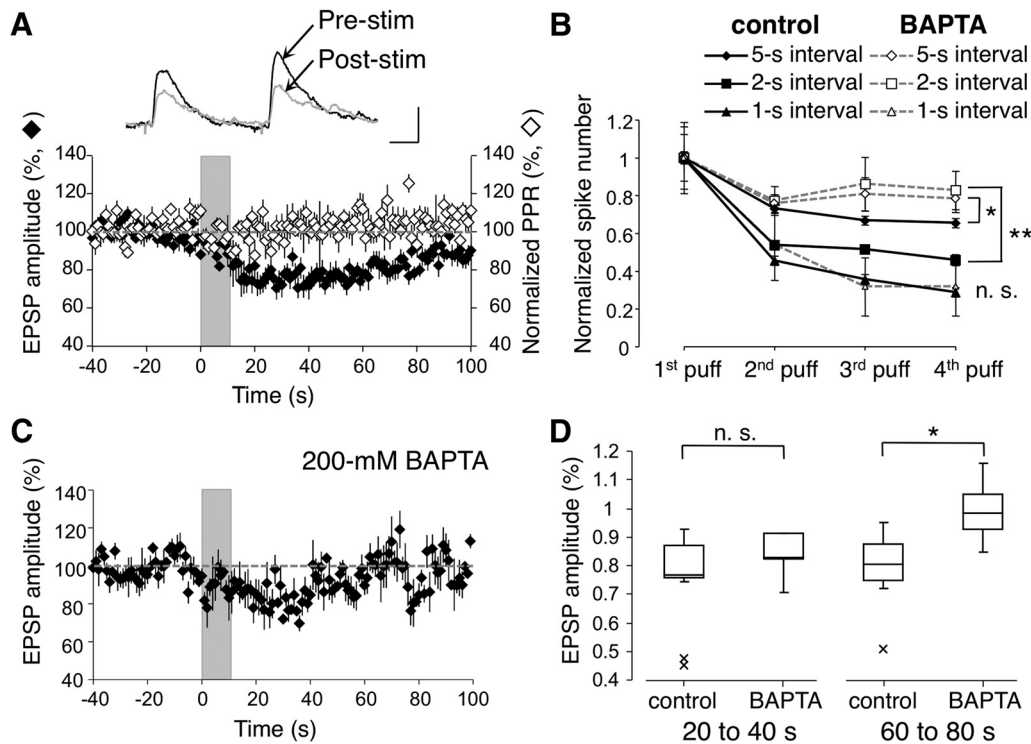 A
Pre-stim
Post-stim
EPSP amplitude (%, ◆)
Normalized PPR (%, ◇)
140
120
100
80
60
40
140
120
100
80
60
40
-40 -20 0 20 40 60 80 100
Time (s)
B
control BAPTA
5-s interval 5-s interval
2-s interval 2-s interval
1-s interval 1-s interval
Normalized spike number
1.2
1
0.8
0.6
0.4
0.2
0
*
**
n. s.
1st puff 2nd puff 3rd puff 4th puff
C
200-mM BAPTA
EPSP amplitude (%)
140
120
100
80
60
40
-40 -20 0 20 40 60 80 100
Time (s)
D
n. s.
*
EPSP amplitude (%)
1.2
1.1
1
0.9
0.8
0.7
0.6
0.5
0.4
control BAPTA control BAPTA
20 to 40 s 60 to 80 s